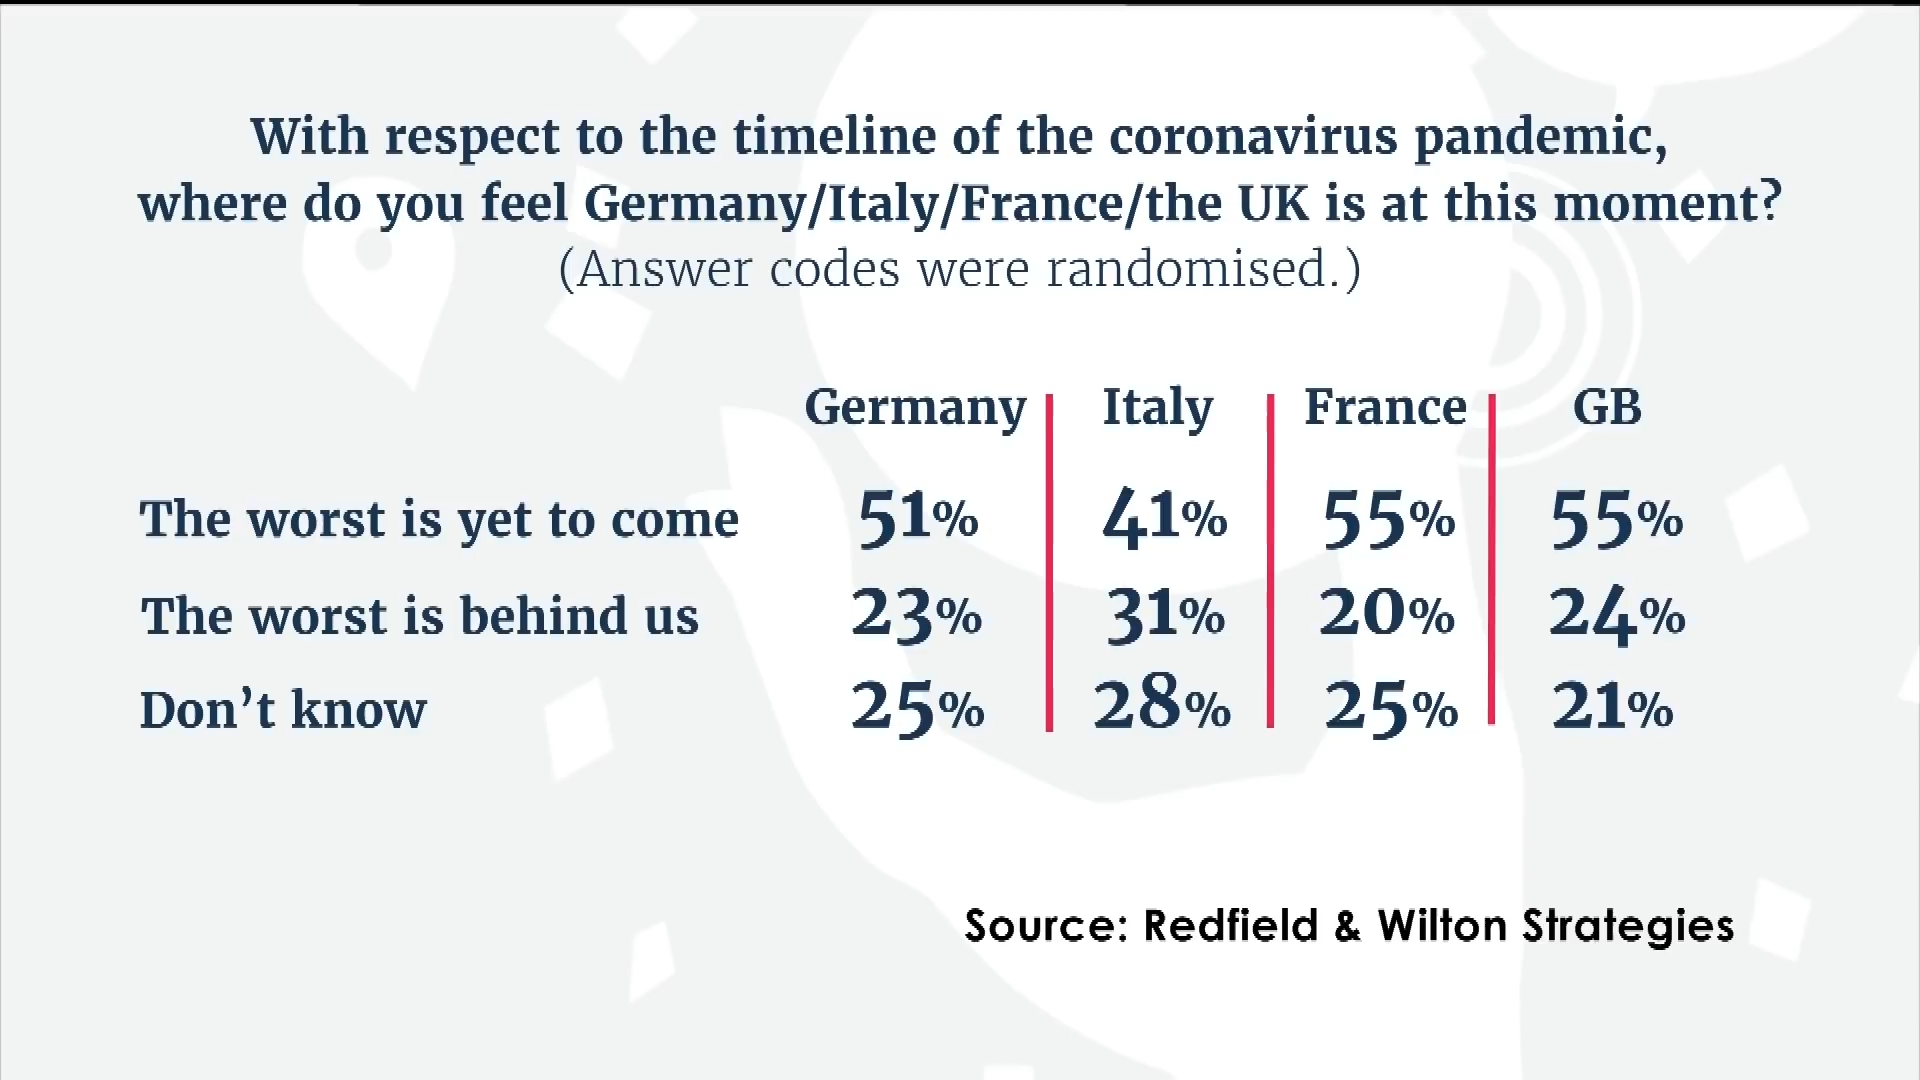 With respect to the timeline of the coronavirus pandemic,
where do you feel Germany/Italy/France/the UK is at this moment?
(Answer codes were randomised.)
Germany Italy France GB
The worst is yet to come 51% 41% 55% 55%
The worst is behind us 23% 31% 20% 24%
Don’t know 25% 28% 25% 21%
Source: Redfield & Wilton Strategies